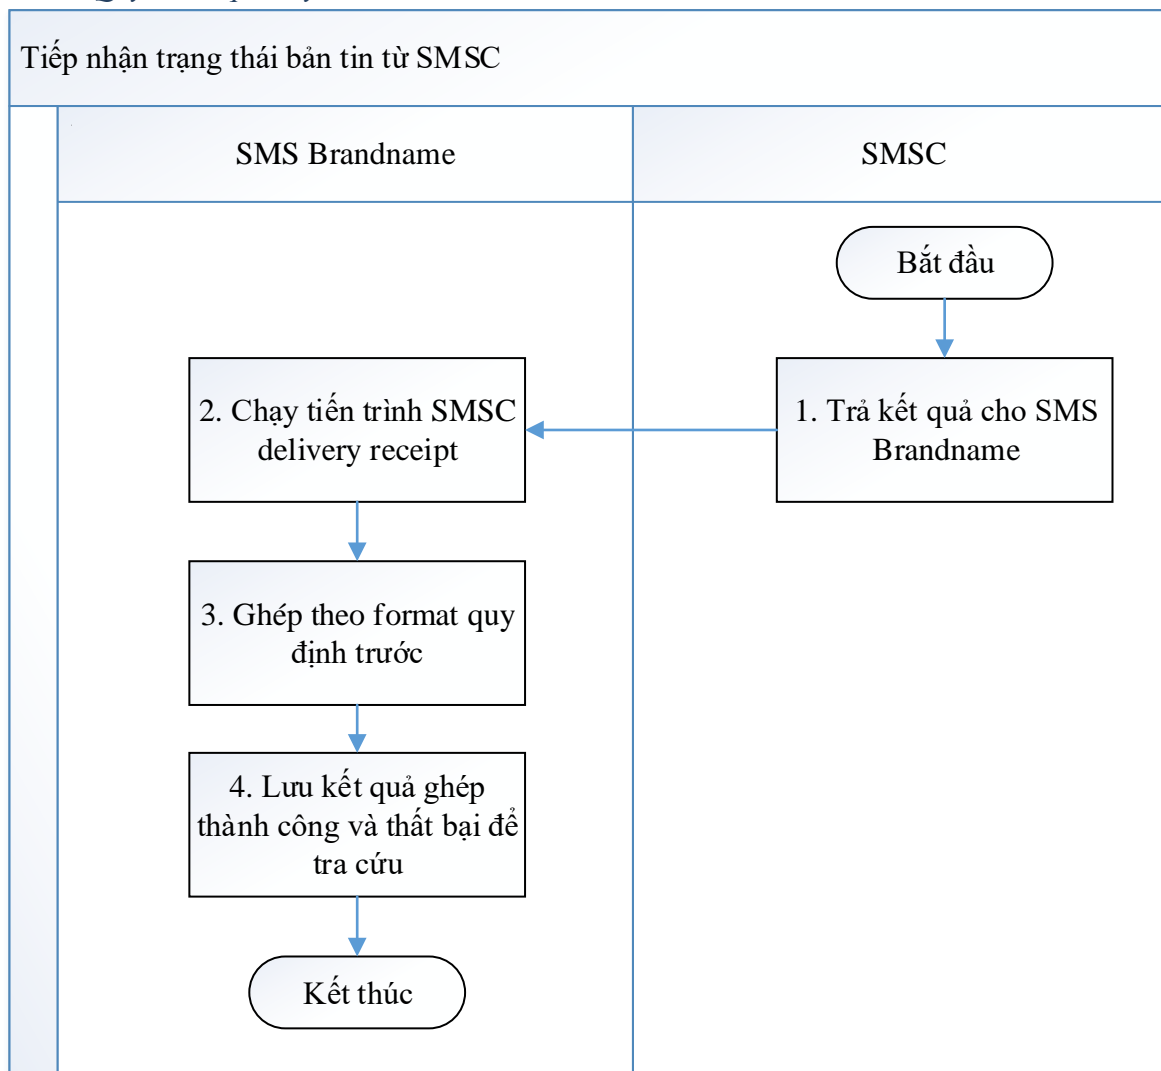 Tiếp nhận trạng thái bản tin từ SMSC
SMS Brandname
SMSC
Bắt đầu
1. Trả kết quả cho SMS
Brandname
2. Chạy tiến trình SMSC
delivery receipt
3. Ghép theo format quy
định trước
4. Lưu kết quả ghép
thành công và thất bại để
tra cứu
Kết thúc